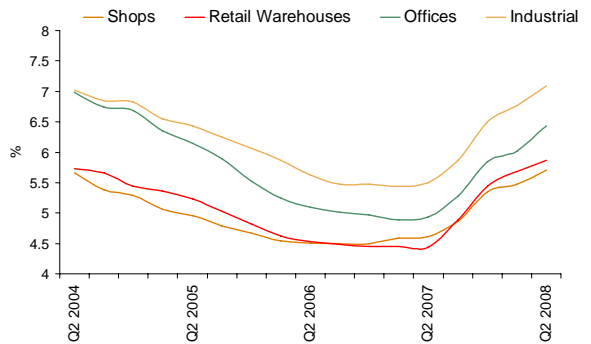 Shops Retail Warehouses Offices Industrial
8
7.5
7
6.5
6
5.5
5
4.5
4
%
Q2 2004
Q2 2005
Q2 2006
Q2 2007
Q2 2008